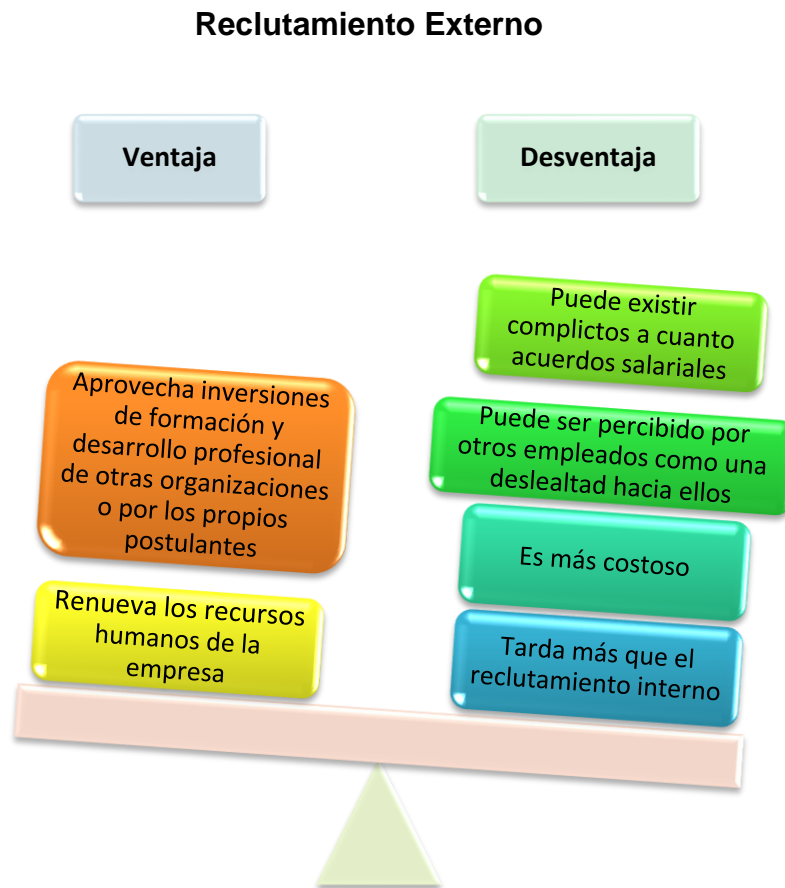 Reclutamiento Externo
Ventaja
Desventaja
Aprovecha inversiones
de formación y
desarrollo profesional
de otras organizaciones
o por los propios
postulantes
Renueva los recursos
humanos de la
empresa
Puede existir
complictos a cuanto
acuerdos salariales
Puede ser percibido por
otros empleados como una
deslealtad hacia ellos
Es más costoso
Tarda más que el
reclutamiento interno